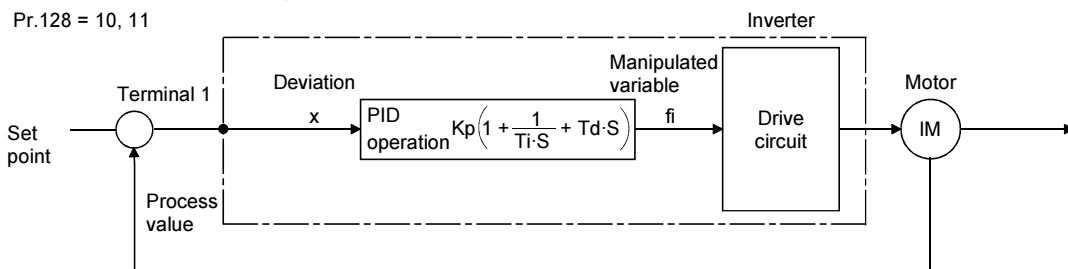 Pr.128 = 10, 11
Inverter
Manipulated
variable
Motor
Deviation
Terminal 1
Set
point
x
PID
operation
Kp(1 + 1/Ti·S + Td·S)
fi
Drive
circuit
IM
Process
value